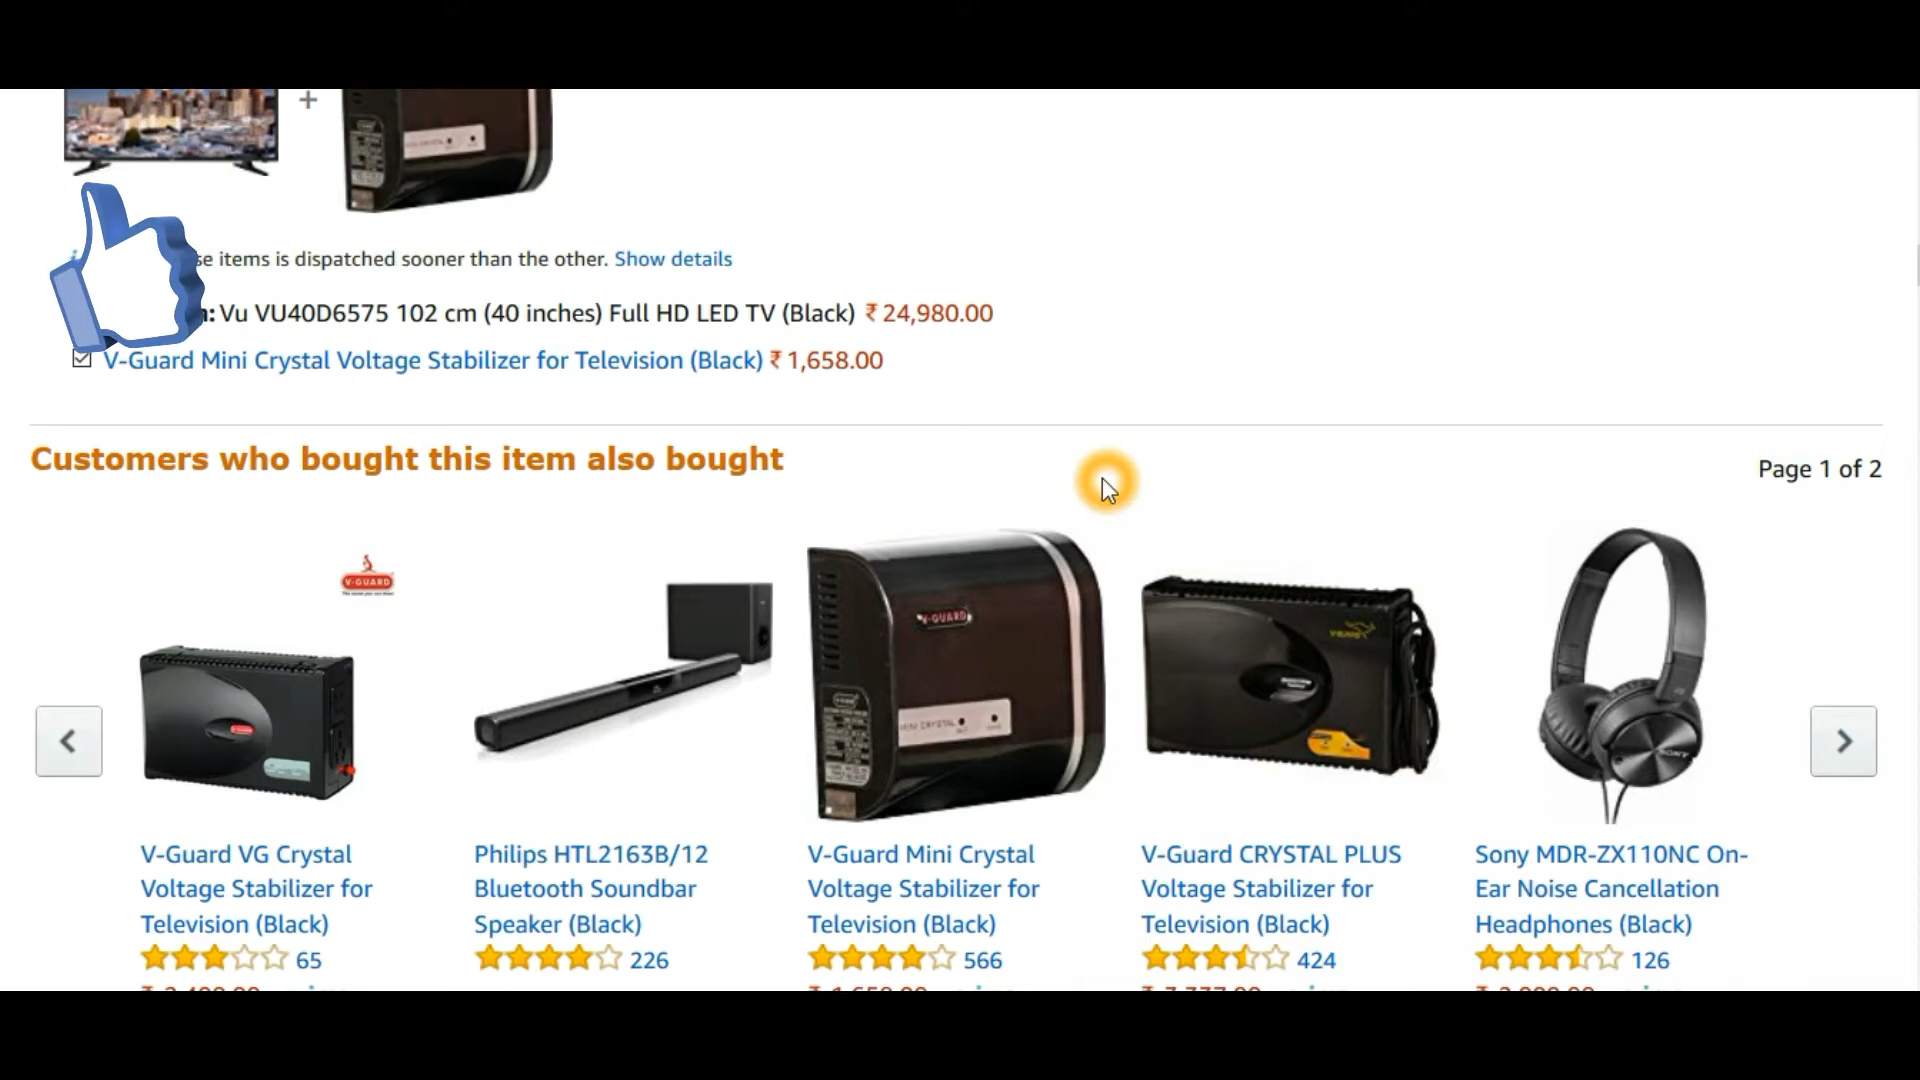 +
se items is dispatched sooner than the other. Show details
Vu VU40D6575 102 cm (40 inches) Full HD LED TV (Black) ₹ 24,980.00
V-Guard Mini Crystal Voltage Stabilizer for Television (Black) ₹ 1,658.00
Customers who bought this item also bought
Page 1 of 2
V-GUARD
V-GUARD
MINI CRYSTAL
SONY
V-Guard VG Crystal
Voltage Stabilizer for
Television (Black)
65
Philips HTL2163B/12
Bluetooth Soundbar
Speaker (Black)
226
V-Guard Mini Crystal
Voltage Stabilizer for
Television (Black)
566
V-Guard CRYSTAL PLUS
Voltage Stabilizer for
Television (Black)
424
Sony MDR-ZX110NC On-
Ear Noise Cancellation
Headphones (Black)
126